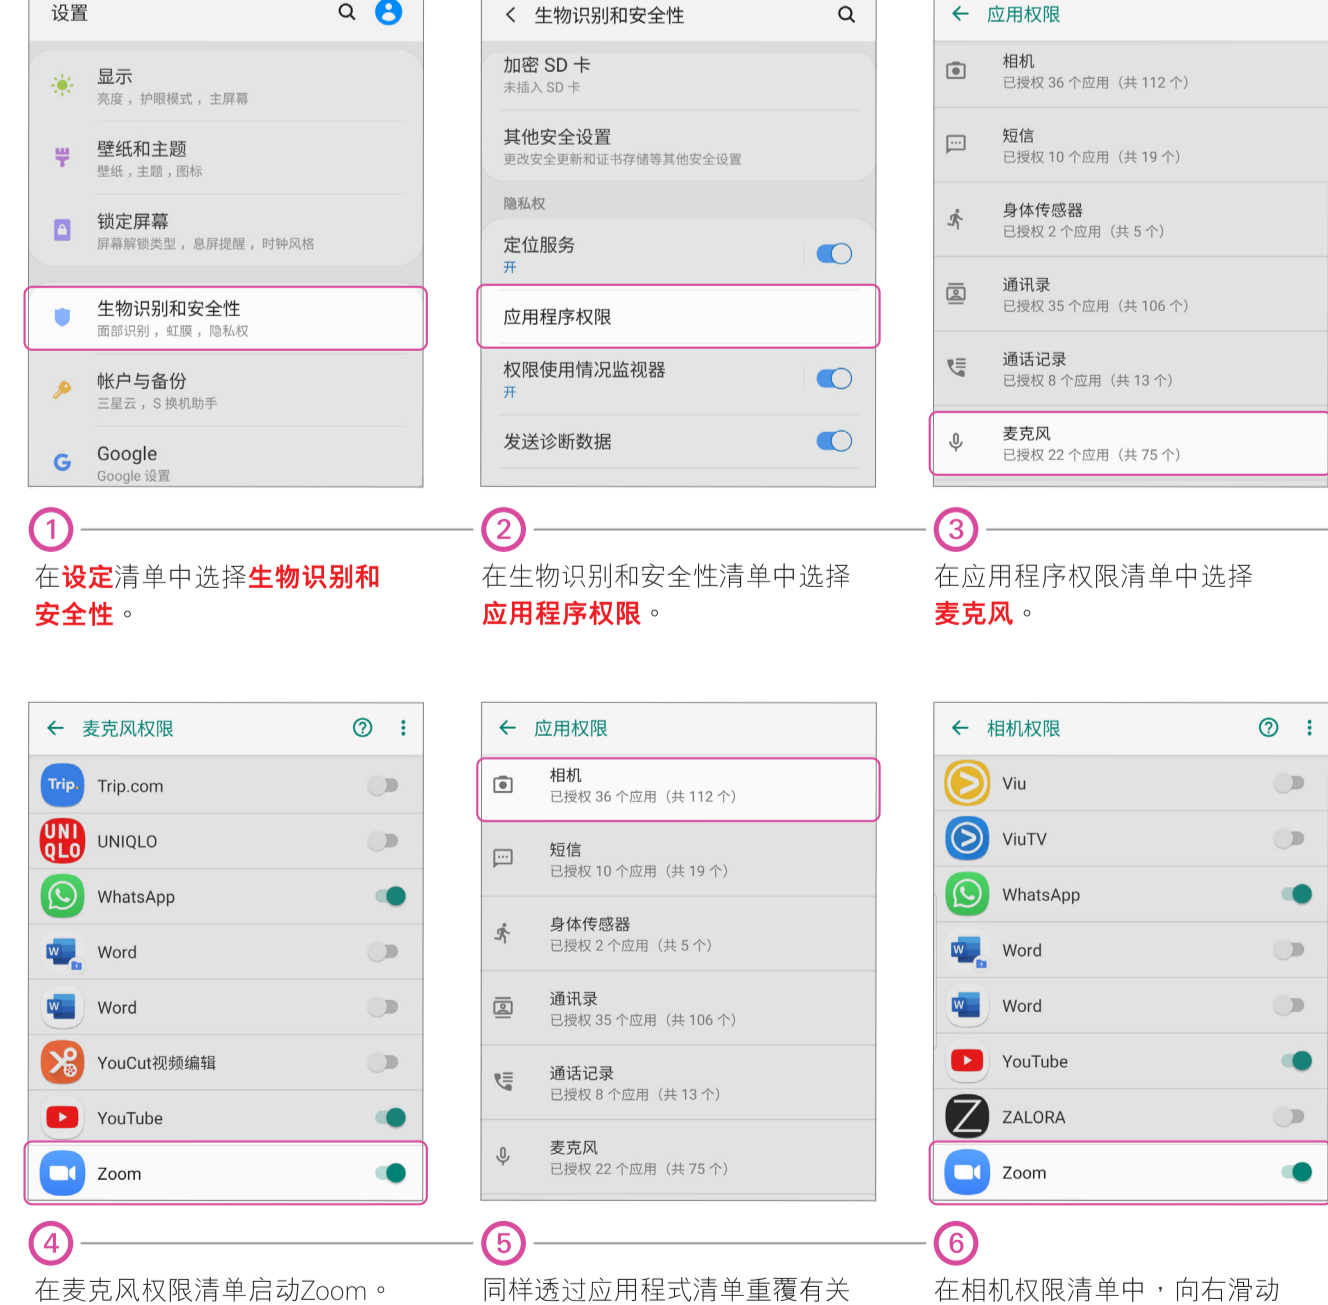 设置
显示
亮度，护眼模式，主屏幕
壁纸和主题
壁纸，主题，图标
锁定屏幕
屏幕解锁类型，息屏提醒，时钟风格
生物识别和安全性
面部识别，虹膜，隐私权
帐户与备份
三星云，S 换机助手
Google
Google 设置
1
在设定清单中选择生物识别和
安全性。
生物识别和安全性
加密 SD 卡
未插入 SD 卡
其他安全设置
更改安全更新和证书存储等其他安全设置
隐私权
定位服务
开
应用程序权限
权限使用情况监视器
开
发送诊断数据
2
在生物识别和安全性清单中选择
应用程序权限。
应用权限
相机
已授权 36 个应用（共 112 个）
短信
已授权 10 个应用（共 19 个）
身体传感器
已授权 2 个应用（共 5 个）
通讯录
已授权 35 个应用（共 106 个）
通话记录
已授权 8 个应用（共 13 个）
麦克风
已授权 22 个应用（共 75 个）
3
在应用程序权限清单中选择
麦克风。
麦克风权限
Trip.
Trip.com
UNI
QLO
UNIQLO
WhatsApp
W
Word
W
Word
YouCut视频编辑
YouTube
Zoom
4
在麦克风权限清单启动Zoom。
应用权限
相机
已授权 36 个应用（共 112 个）
短信
已授权 10 个应用（共 19 个）
身体传感器
已授权 2 个应用（共 5 个）
通讯录
已授权 35 个应用（共 106 个）
通话记录
已授权 8 个应用（共 13 个）
麦克风
已授权 22 个应用（共 75 个）
5
同样透过应用程式清单重覆有关
相机权限
Viu
ViuTV
WhatsApp
W
Word
W
Word
YouTube
Z
ZALORA
Zoom
6
在相机权限清单中，向右滑动